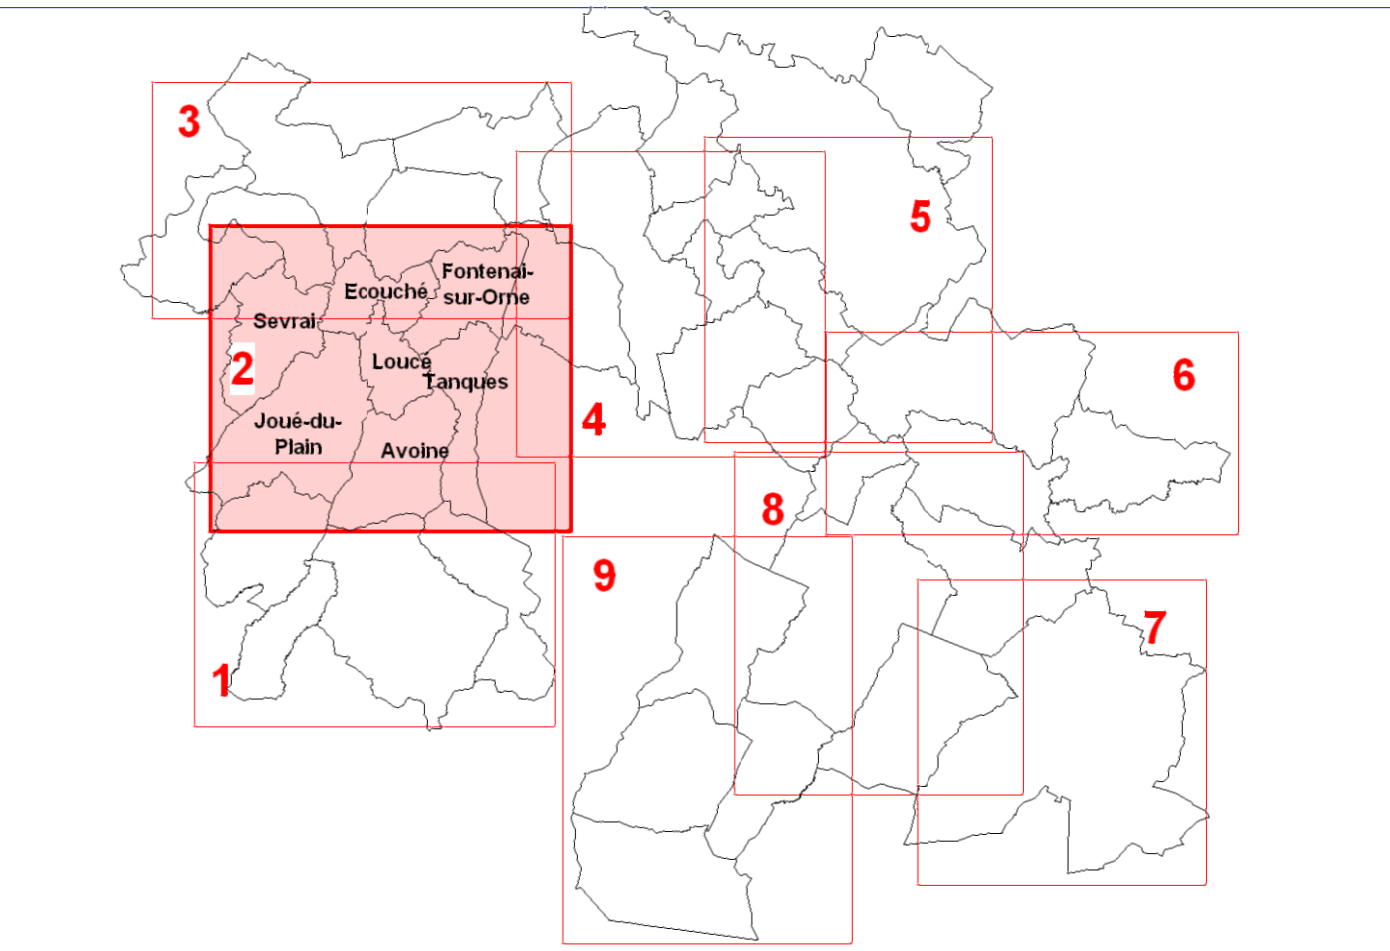 3
5
Fontenai-
sur-Orne
Ecouché
Sevrai
2
Loucé
Tanques
6
Joué-du-
Plain
4
Avoine
8
9
7
1